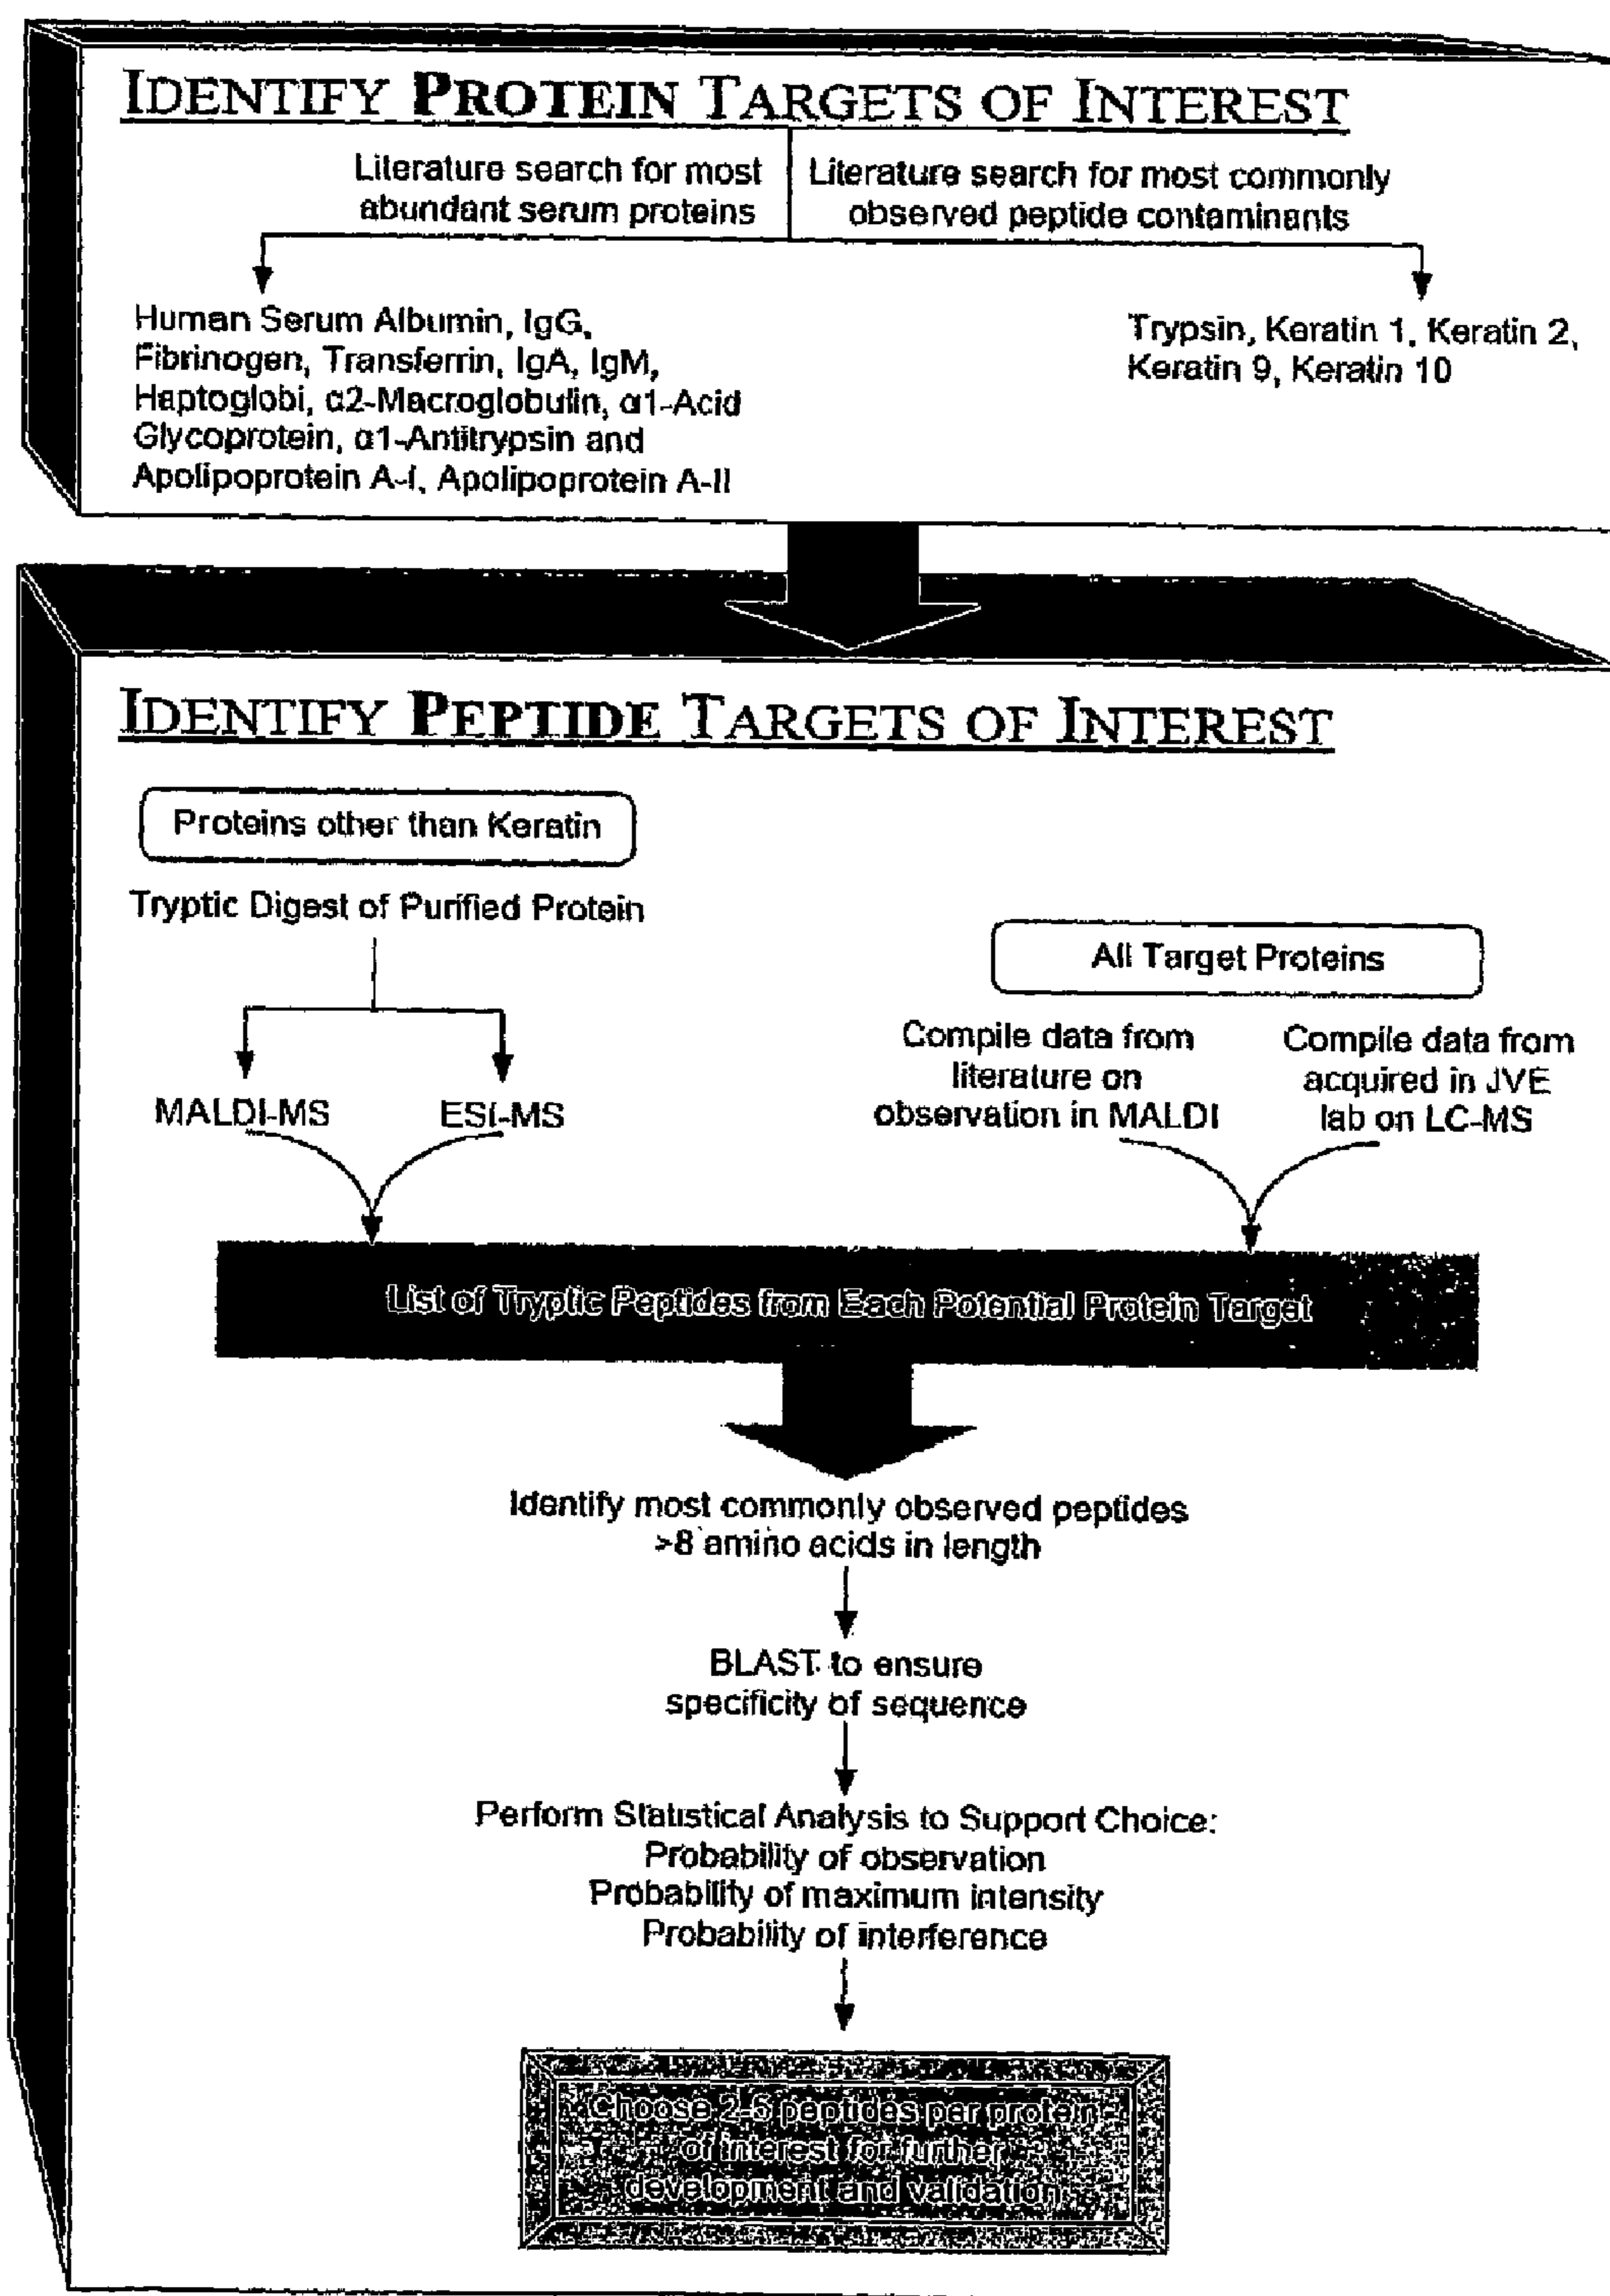 IDENTIFY PROTEIN TARGETS OF INTEREST
Literature search for most
abundant serum proteins
Literature search for most commonly
observed peptide contaminants
Human Serum Albumin, IgG,
Fibrinogen, Transferrin, IgA, IgM,
Haptoglobi, α2-Macroglobulin, α1-Acid
Glycoprotein, α1-Antitrypsin and
Apolipoprotein A-I, Apolipoprotein A-II
Trypsin, Keratin 1, Keratin 2,
Keratin 9, Keratin 10
IDENTIFY PEPTIDE TARGETS OF INTEREST
Proteins other than Keratin
Tryptic Digest of Purified Protein
MALDI-MS
ESI-MS
All Target Proteins
Compile data from
literature on
observation in MALDI
Compile data from
acquired in JVE
lab on LC-MS
List of Tryptic Peptides from Each Potential Protein Target
Identify most commonly observed peptides
>8 amino acids in length
BLAST to ensure
specificity of sequence
Perform Statistical Analysis to Support Choice:
Probability of observation
Probability of maximum intensity
Probability of interference
Choose peptides per protein
of interest for further
development and validation